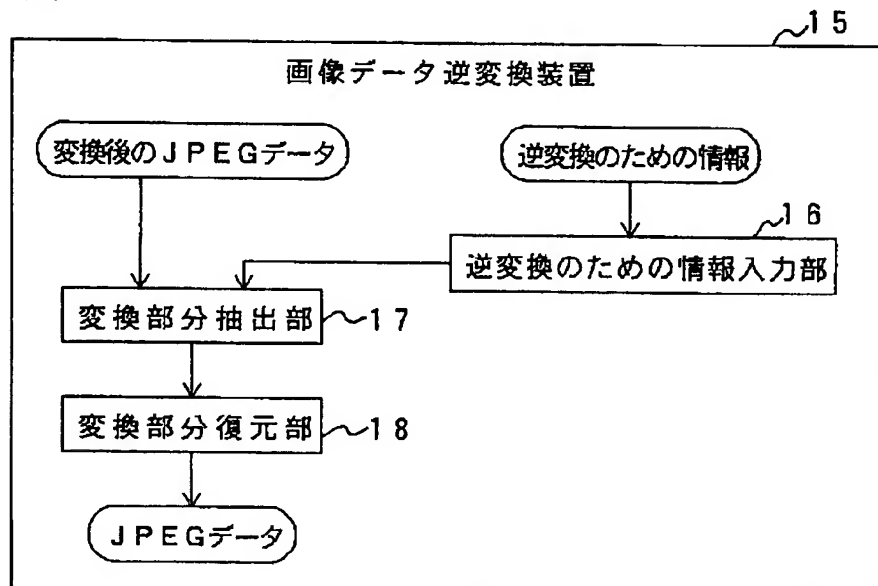 15
画像データ逆変換装置
変換後のJPEGデータ
逆変換のための情報
16
逆変換のための情報入力部
変換部分抽出部
17
変換部分復元部
18
JPEGデータ